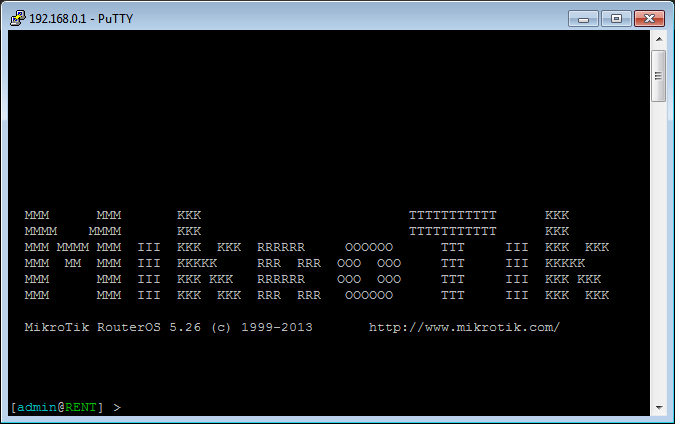 192.168.0.1 - PuTTY
MMM      MMM       KKK                          TTTTTTTTTTT      KKK
MMMM    MMMM       KKK                          TTTTTTTTTTT      KKK
MMM MMMM MMM  III  KKK  KKK  RRRRRR     OOOOOO      TTT     III  KKK  KKK
MMM  MM  MMM  III  KKKKK     RRR  RRR  OOO  OOO     TTT     III  KKKKK
MMM      MMM  III  KKK KKK   RRRRRR    OOO  OOO     TTT     III  KKK KKK
MMM      MMM  III  KKK  KKK  RRR  RRR   OOOOOO      TTT     III  KKK  KKK
MikroTik RouterOS 5.26 (c) 1999-2013       http://www.mikrotik.com/
[admin@RENT] >